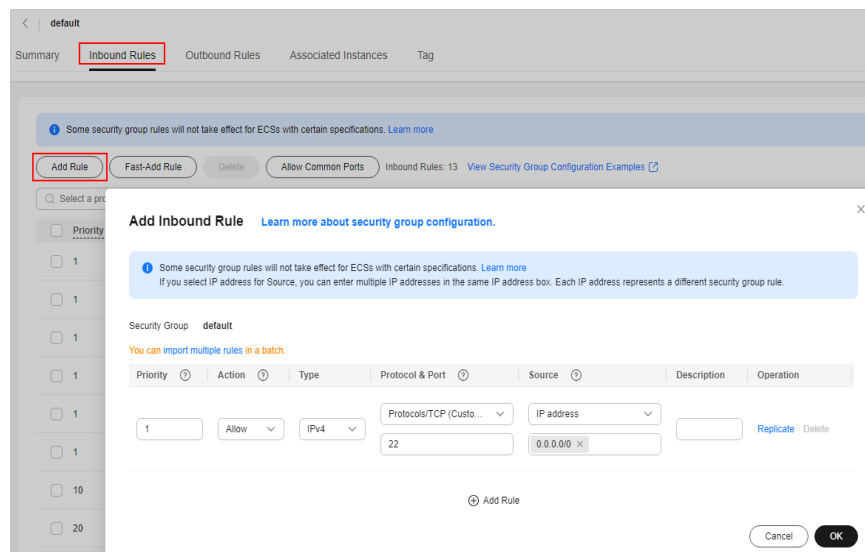 default
Summary Inbound Rules Outbound Rules Associated Instances Tag
Some security group rules will not take effect for ECSs with certain specifications. Learn more
Add Rule Fast-Add Rule Delete Allow Common Ports Inbound Rules: 13 View Security Group Configuration Examples
Select a pro
Priority
1
1
1
1
1
1
10
20
Add Inbound Rule Learn more about security group configuration.
Some security group rules will not take effect for ECSs with certain specifications. Learn more
If you select IP address for Source, you can enter multiple IP addresses in the same IP address box. Each IP address represents a different security group rule.
Security Group default
You can import multiple rules in a batch.
Priority Action Type Protocol & Port Source Description Operation
1 Allow IPv4 Protocols/TCP (Custo... IP address Replicate Delete
22 0.0.0.0/0
Add Rule
Cancel OK